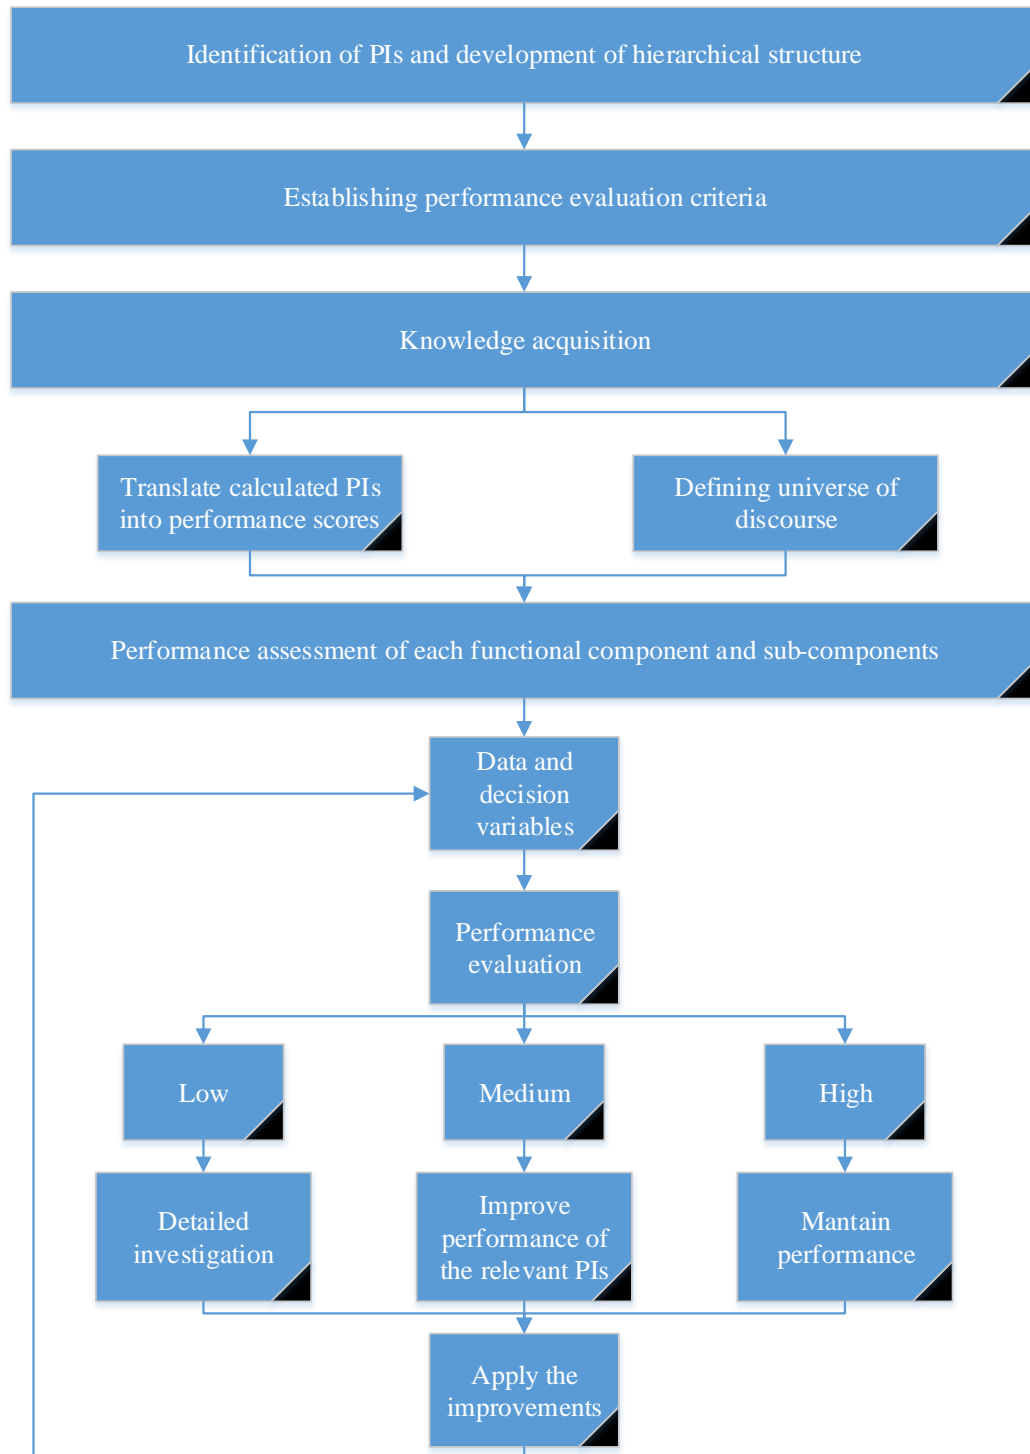 Identification of PIs and development of hierarchical structure
Establishing performance evaluation criteria
Knowledge acquisition
Translate calculated PIs
into performance scores
Defining universe of
discourse
Performance assessment of each functional component and sub-components
Data and
decision
variables
Performance
evaluation
Low
Medium
High
Detailed
investigation
Improve
performance of
the relevant PIs
Mantain
performance
Apply the
improvements